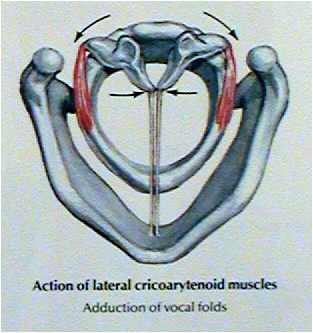 Action of lateral cricoarytenoid muscles
Adduction of vocal folds